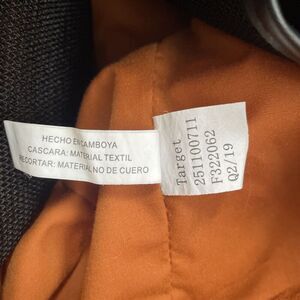 HECHO EN CAMBOYA
CASCARA: MATERIAL TEXTIL
RECORTAR: MATERIAL NO DE CUERO
Target
251100711
F322062
Q2/19